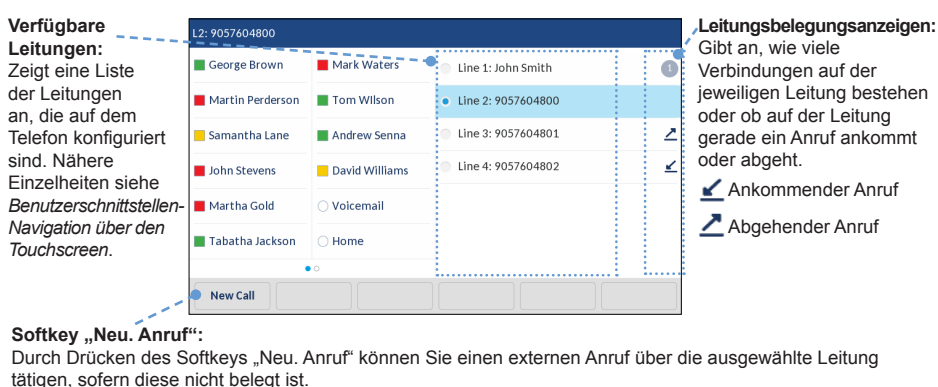 Verfügbare
Leitungen:
Zeigt eine Liste
der Leitungen
an, die auf dem
Telefon konfiguriert
sind. Nähere
Einzelheiten siehe
Benutzerschnittstellen-
Navigation über den
Touchscreen.
L2: 9057604800
George Brown
Mark Waters
Martin Perderson
Tom WIlson
Samantha Lane
Andrew Senna
John Stevens
David Williams
Martha Gold
Voicemail
Tabatha Jackson
Home
Line 1: John Smith
1
Line 2: 9057604800
Line 3: 9057604801
Line 4: 9057604802
New Call
Leitungsbelegungsanzeigen:
Gibt an, wie viele
Verbindungen auf der
jeweiligen Leitung bestehen
oder ob auf der Leitung
gerade ein Anruf ankommt
oder abgeht.
Ankommender Anruf
Abgehender Anruf
Softkey „Neu. Anruf“:
Durch Drücken des Softkeys „Neu. Anruf“ können Sie einen externen Anruf über die ausgewählte Leitung
tätigen, sofern diese nicht belegt ist.